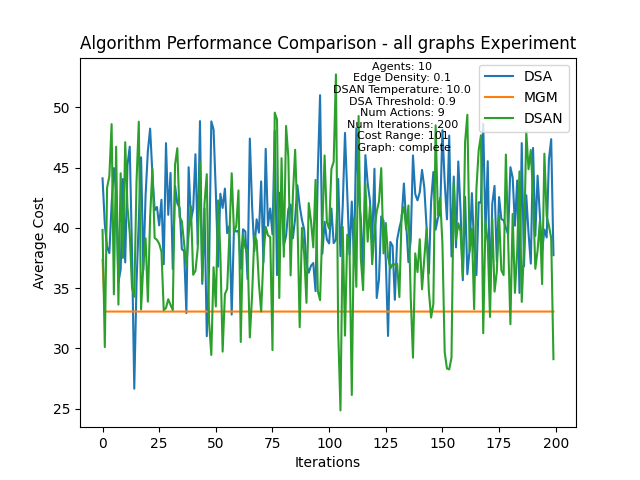 Algorithm Performance Comparison - all graphs Experiment
Agents: 10
Edge Density: 0.1
DSAN Temperature: 10.0
DSA Threshold: 0.9
Num Actions: 9
Num Iterations: 200
Cost Range: 101
Graph: complete
DSA
MGM
DSAN
Average Cost
50
45
40
35
30
25
0 25 50 75 100 125 150 175 200
Iterations